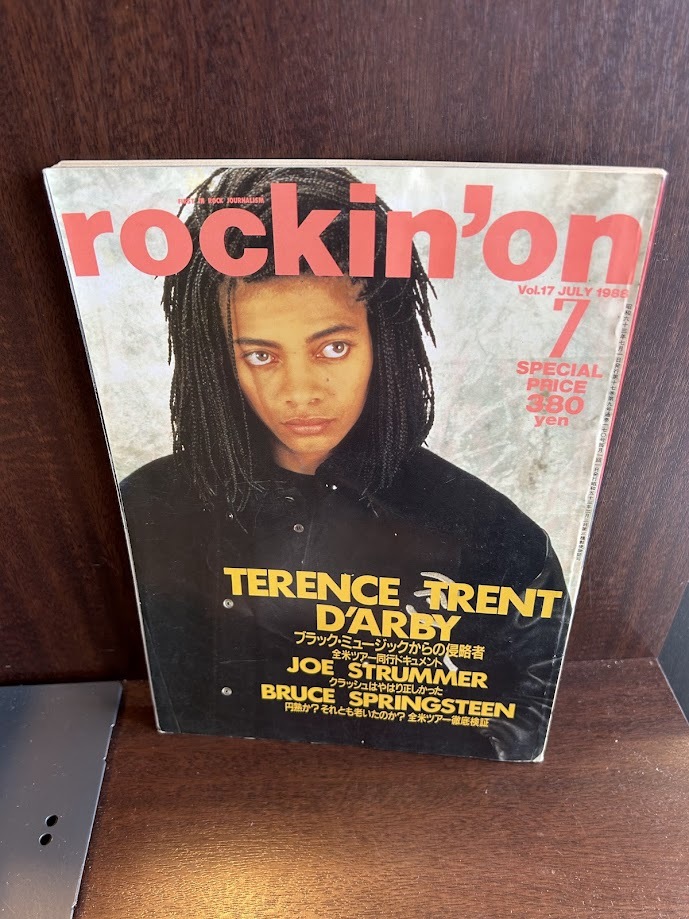 FIRST IN ROCK JOURNALISM
rockin'on
Vol.17 JULY 1988
7
SPECIAL
PRICE
380
yen
TERENCE TRENT
D'ARBY
ブラック・ミュージックからの侵略者
全米ツアー同行ドキュメント
JOE STRUMMER
クラッシュはやはり正しかった
BRUCE SPRINGSTEEN
円熟か?それとも老いたのか?全米ツアー徹底検証